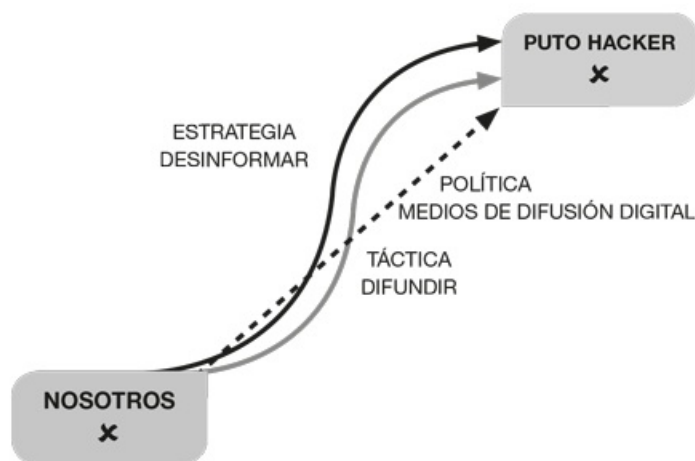 PUTO HACKER
✘
ESTRATEGIA
DESINFORMAR
POLÍTICA
MEDIOS DE DIFUSIÓN DIGITAL
TÁCTICA
DIFUNDIR
NOSOTROS
✘